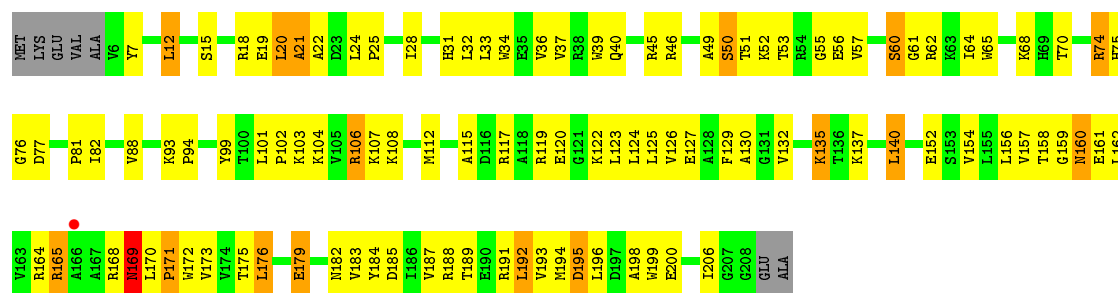 MET LYS GLU VAL ALA V6 Y7 L12 S15 R18 E19 L20 A21 A22 D23 L24 P25 I28 H31 L32 L33 W34 E35 V36 V37 R38 W39 Q40 R45 R46 A49 S50 T51 K52 T53 R54 G55 E56 V57 S60 G61 R62 K63 I64 W65 K68 H69 T70 R74 H75
G76 D77 P81 I82 V88 K93 P94 Y99 T100 L101 P102 K103 K104 V105 R106 K107 K108 M112 A115 D116 R117 A118 R119 E120 G121 K122 L123 L124 L125 V126 E127 A128 F129 A130 G131 V132 K135 T136 K137 L140 E152 S153 V154 L155 L156 V157 T158 G159 N160 E161
V163 R164 R165 A166 A167 R168 N169 L170 P171 W172 V173 V174 T175 L176 E179 N182 V183 Y184 D185 I186 V187 R188 T189 E190 R191 L192 V193 M194 D195 L196 D197 A198 W199 E200 I206 G207 G208 GLU ALA